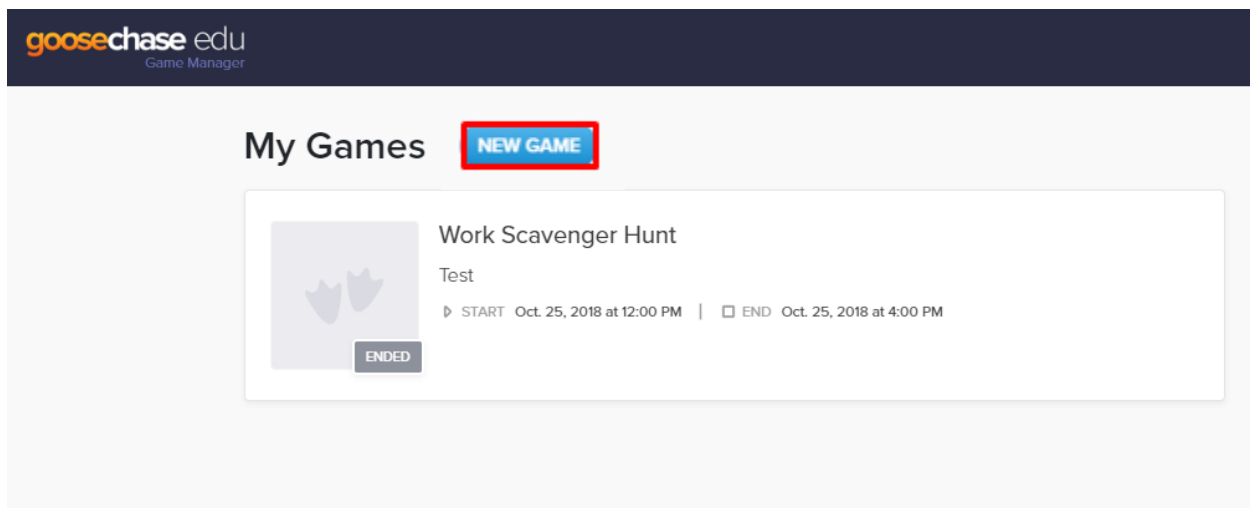 goosechase edu
Game Manager
My Games
NEW GAME
Work Scavenger Hunt
Test
START Oct. 25, 2018 at 12:00 PM | END Oct. 25, 2018 at 4:00 PM
ENDED